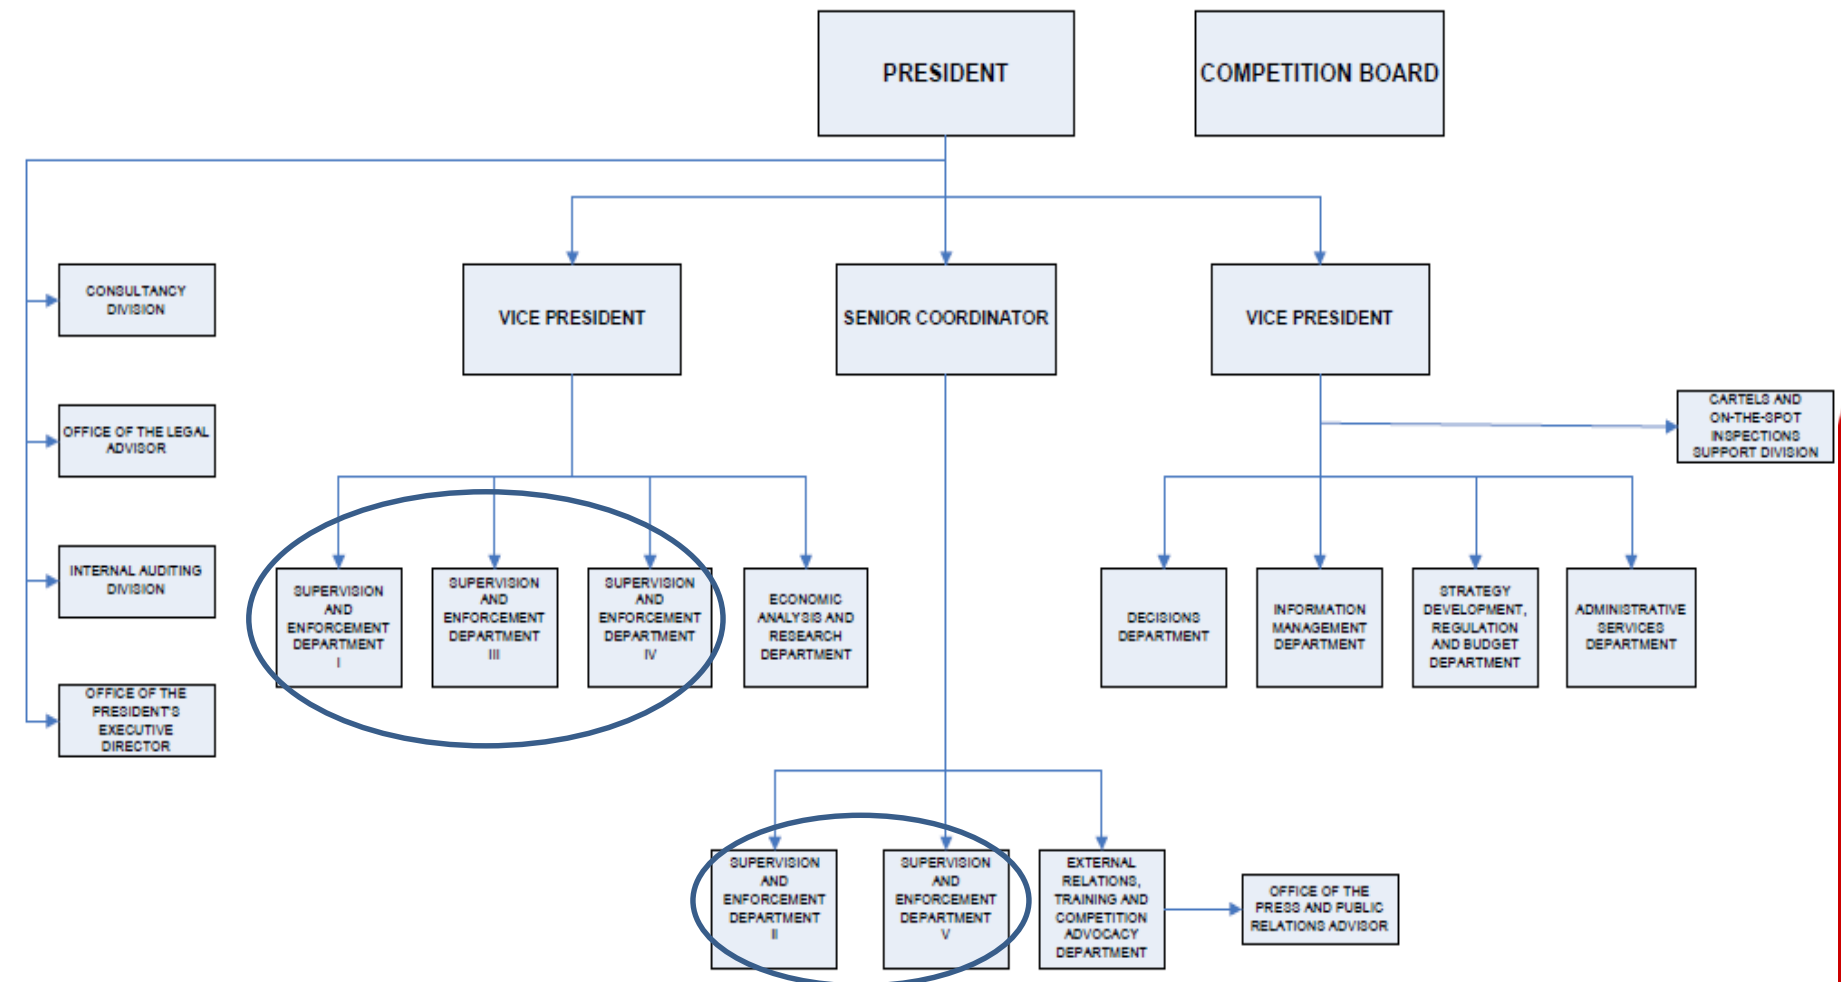 PRESIDENT
COMPETITION BOARD
CONSULTANCY
DIVISION
VICE PRESIDENT
SENIOR COORDINATOR
VICE PRESIDENT
CARTELS AND
ON-THE-SPOT
INSPECTIONS
SUPPORT DIVISION
OFFICE OF THE LEGAL
ADVISOR
INTERNAL AUDITING
DIVISION
SUPERVISION
AND
ENFORCEMENT
DEPARTMENT
I
SUPERVISION
AND
ENFORCEMENT
DEPARTMENT
III
SUPERVISION
AND
ENFORCEMENT
DEPARTMENT
IV
ECONOMIC
ANALYSIS AND
RESEARCH
DEPARTMENT
DECISIONS
DEPARTMENT
INFORMATION
MANAGEMENT
DEPARTMENT
STRATEGY
DEVELOPMENT,
REGULATION
AND BUDGET
DEPARTMENT
ADMINISTRATIVE
SERVICES
DEPARTMENT
OFFICE OF THE
PRESIDENT'S
EXECUTIVE
DIRECTOR
SUPERVISION
AND
ENFORCEMENT
DEPARTMENT
II
SUPERVISION
AND
ENFORCEMENT
DEPARTMENT
V
EXTERNAL
RELATIONS,
TRAINING AND
COMPETITION
ADVOCACY
DEPARTMENT
OFFICE OF THE
PRESS AND PUBLIC
RELATIONS ADVISOR